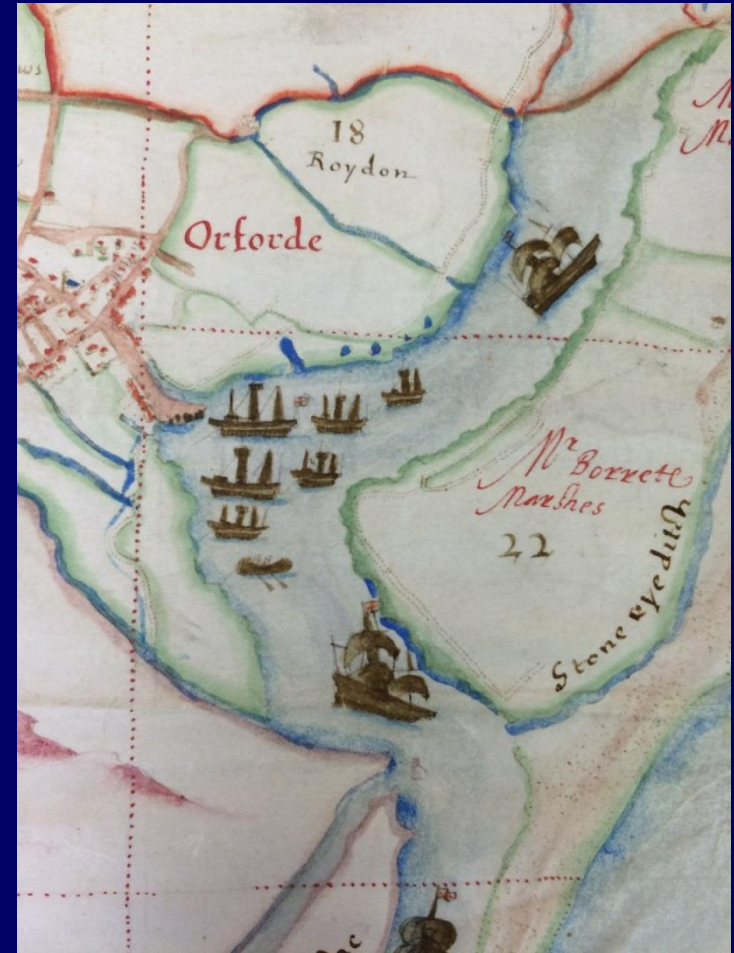 18
Roydon
Orforde
Mr Borrete
Marshes
22
Stone eye ditch